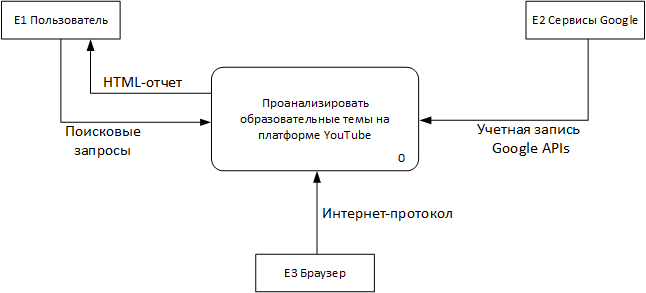 E1 Пользователь
E2 Сервисы Google
HTML-отчет
Проанализировать
образовательные темы на
платформе YouTube
0
Поисковые
запросы
Учетная запись
Google APIs
Интернет-протокол
E3 Браузер